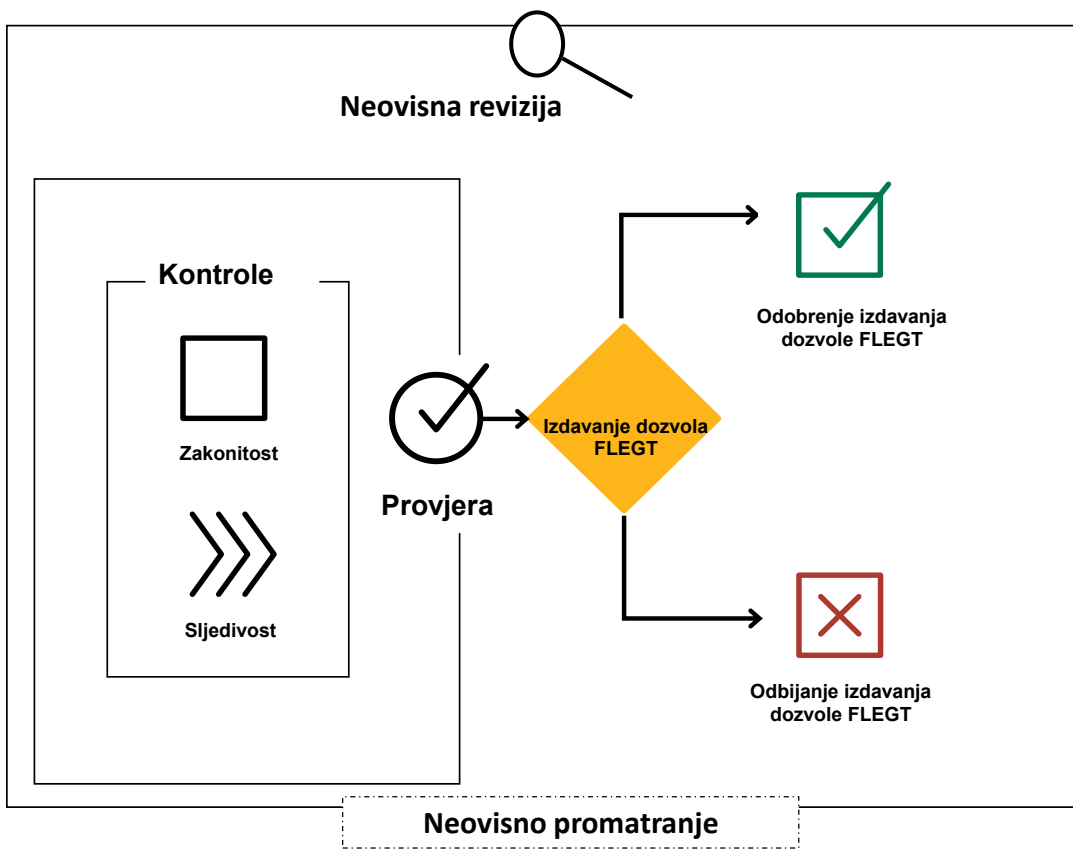 Neovisna revizija
Kontrole
Zakonitost
Sljedivost
Provjera
Izdavanje dozvola
FLEGT
Odobrenje izdavanja
dozvole FLEGT
Odbijanje izdavanja
dozvole FLEGT
Neovisno promatranje